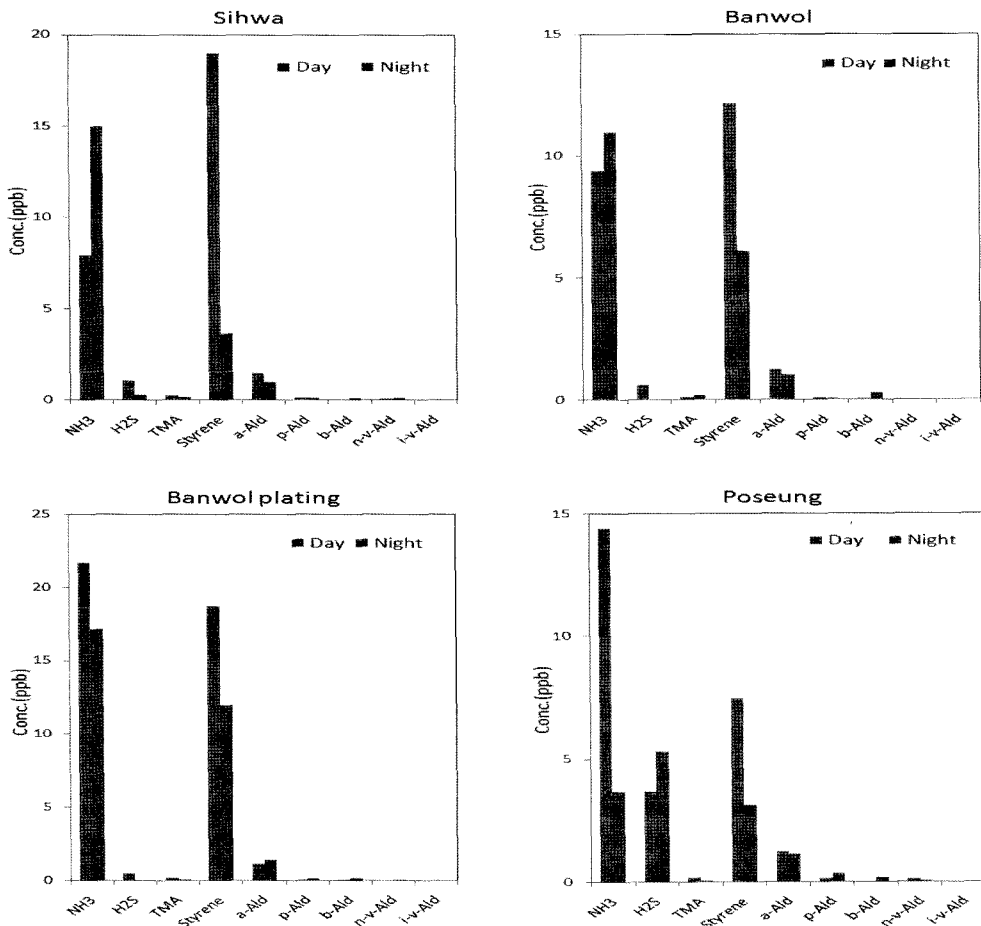 Sihwa
20
15
10
5
0
Conc.(ppb)
Day Night
NH3 H2S TMA Styrene a-Ald p-Ald b-Ald n-v-Ald i-v-Ald
Banwol
15
10
5
0
Conc.(ppb)
Day Night
NH3 H2S TMA Styrene a-Ald p-Ald b-Ald n-v-Ald i-v-Ald
Banwol plating
25
20
15
10
5
0
Conc.(ppb)
Day Night
NH3 H2S TMA Styrene a-Ald p-Ald b-Ald n-v-Ald i-v-Ald
Poseung
15
10
5
0
Conc.(ppb)
Day Night
NH3 H2S TMA Styrene a-Ald p-Ald b-Ald n-v-Ald i-v-Ald